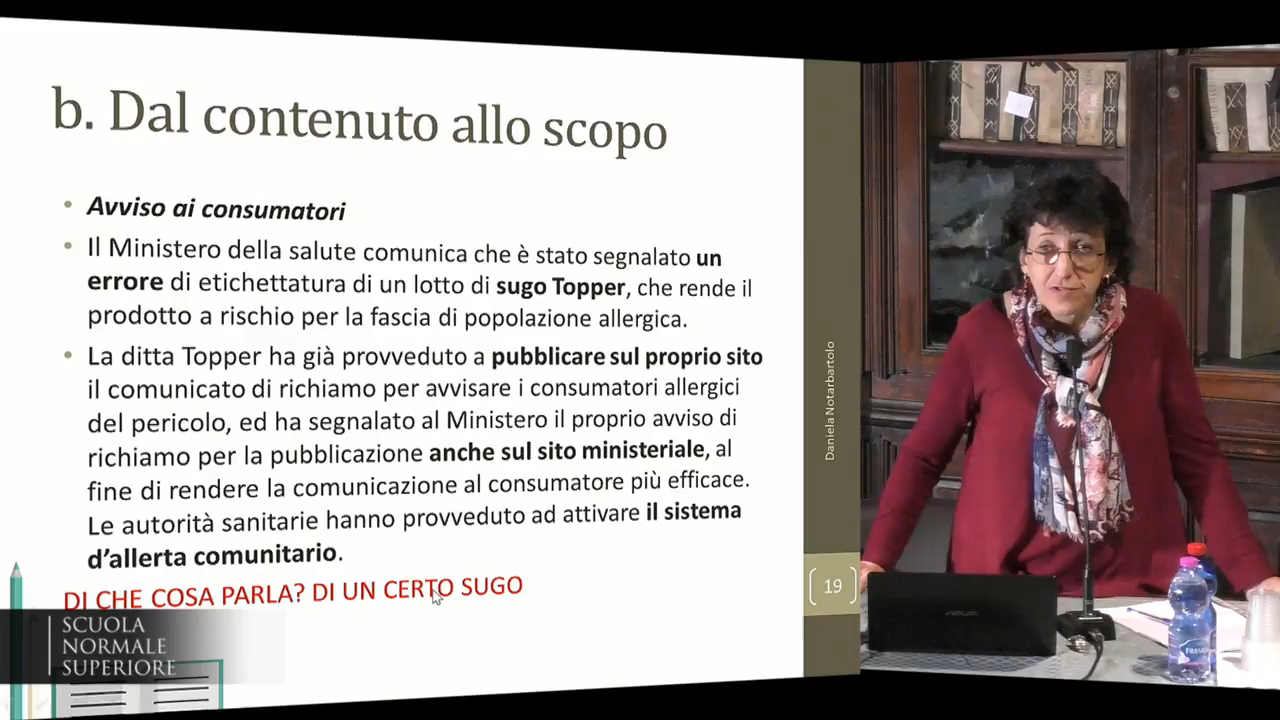 b. Dal contenuto allo scopo
• Avviso ai consumatori
• Il Ministero della salute comunica che è stato segnalato un
errore di etichettatura di un lotto di sugo Topper, che rende il
prodotto a rischio per la fascia di popolazione allergica.
• La ditta Topper ha già provveduto a pubblicare sul proprio sito
il comunicato di richiamo per avvisare i consumatori allergici
del pericolo, ed ha segnalato al Ministero il proprio avviso di
richiamo per la pubblicazione anche sul sito ministeriale, al
fine di rendere la comunicazione al consumatore più efficace.
Le autorità sanitarie hanno provveduto ad attivare il sistema
d'allerta comunitario.
DI CHE COSA PARLA? DI UN CERTO SUGO
Daniela Notarbartolo
19
SCUOLA
NORMALE
SUPERIORE
ASUS